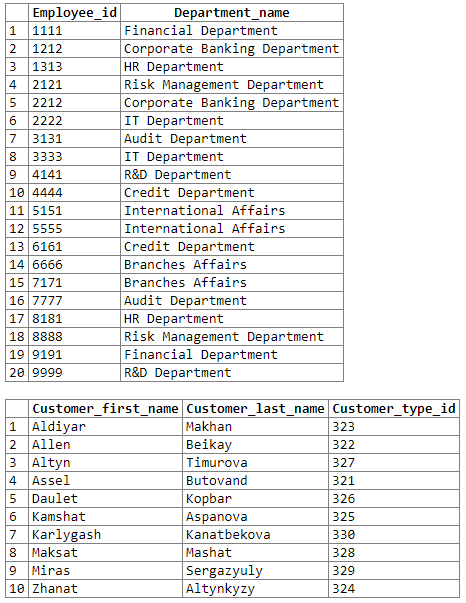 Employee_id Department_name
1 1111 Financial Department
2 1212 Corporate Banking Department
3 1313 HR Department
4 2121 Risk Management Department
5 2212 Corporate Banking Department
6 2222 IT Department
7 3131 Audit Department
8 3333 IT Department
9 4141 R&D Department
10 4444 Credit Department
11 5151 International Affairs
12 5555 International Affairs
13 6161 Credit Department
14 6666 Branches Affairs
15 7171 Branches Affairs
16 7777 Audit Department
17 8181 HR Department
18 8888 Risk Management Department
19 9191 Financial Department
20 9999 R&D Department
Customer_first_name Customer_last_name Customer_type_id
1 Aldiyar Makhan 323
2 Allen Beikay 322
3 Altyn Timurova 327
4 Assel Butovand 321
5 Daulet Kopbar 326
6 Kamshat Aspanova 325
7 Karlygash Kanatbekova 330
8 Maksat Mashat 328
9 Miras Sergazyuly 329
10 Zhanat Altynkyzy 324